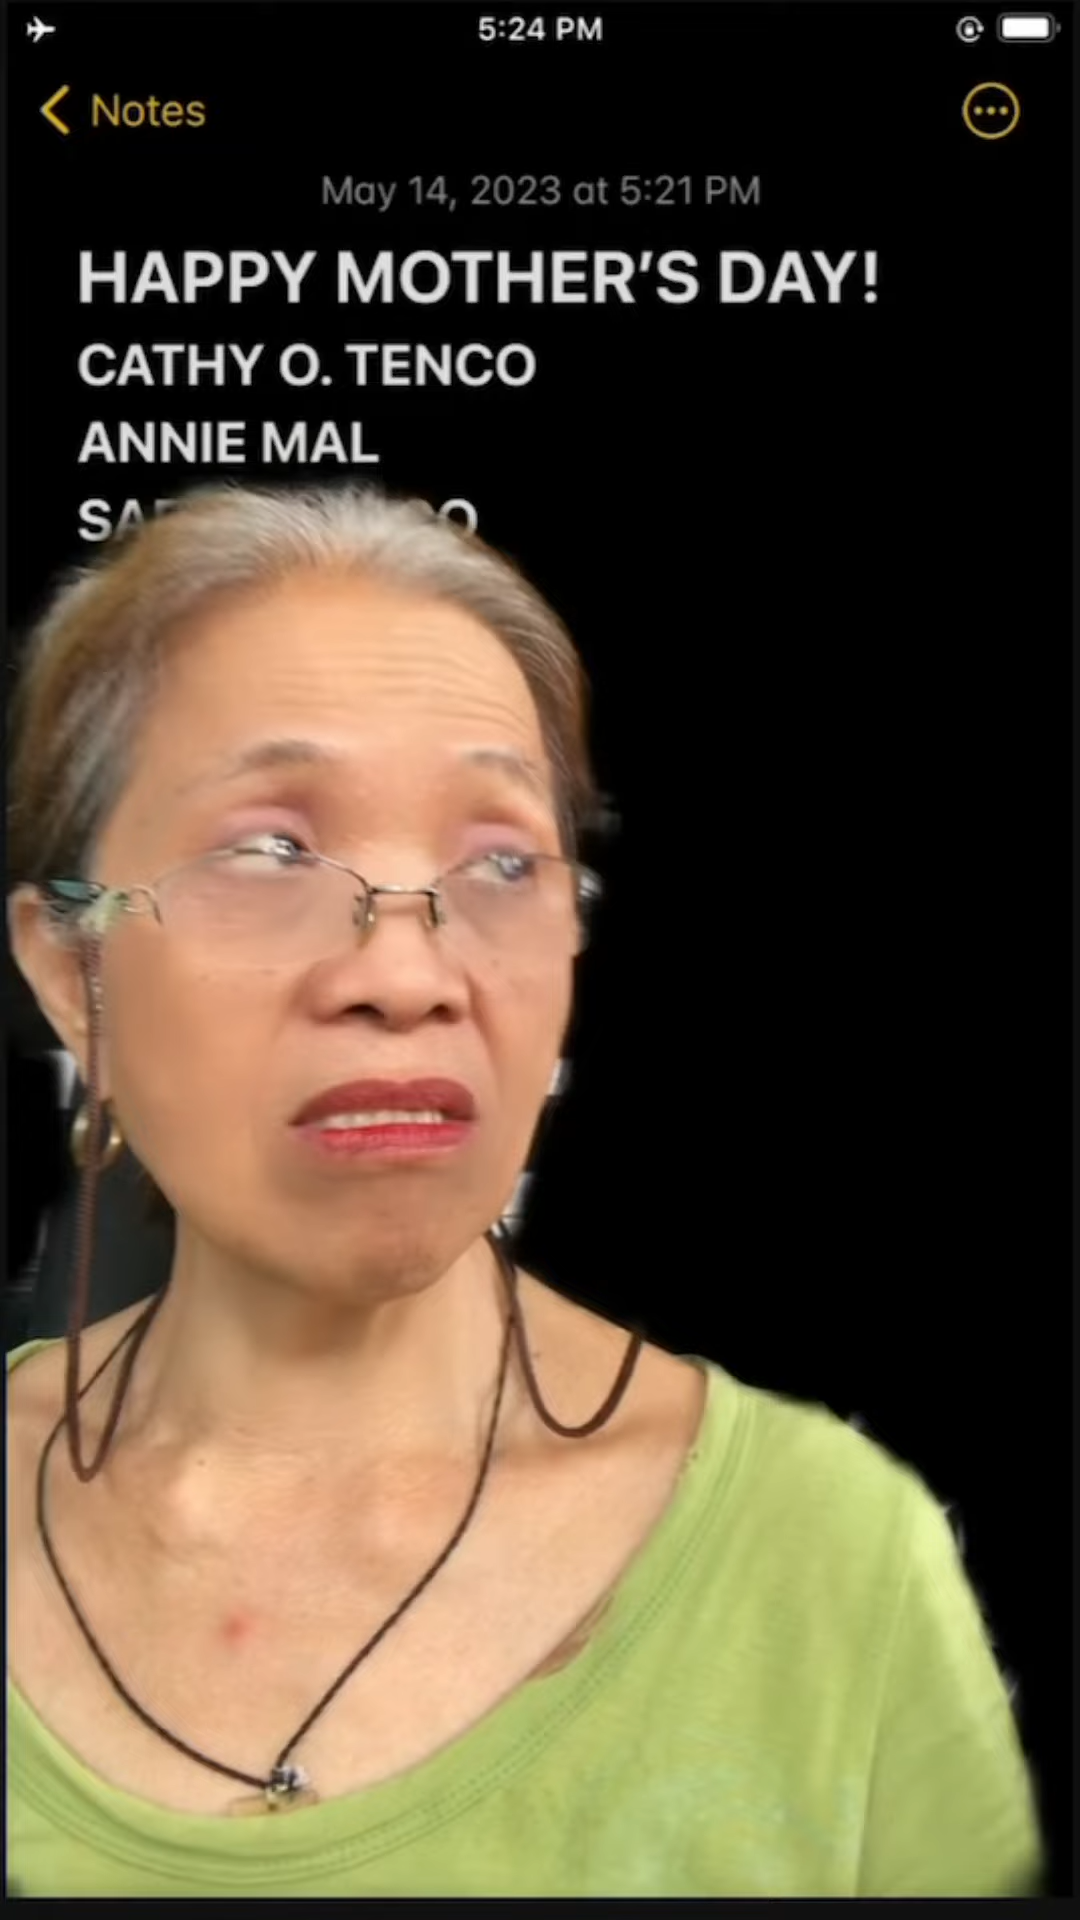 5:24 PM
Notes
May 14, 2023 at 5:21 PM
HAPPY MOTHER'S DAY!
CATHY O. TENCO
ANNIE MAL